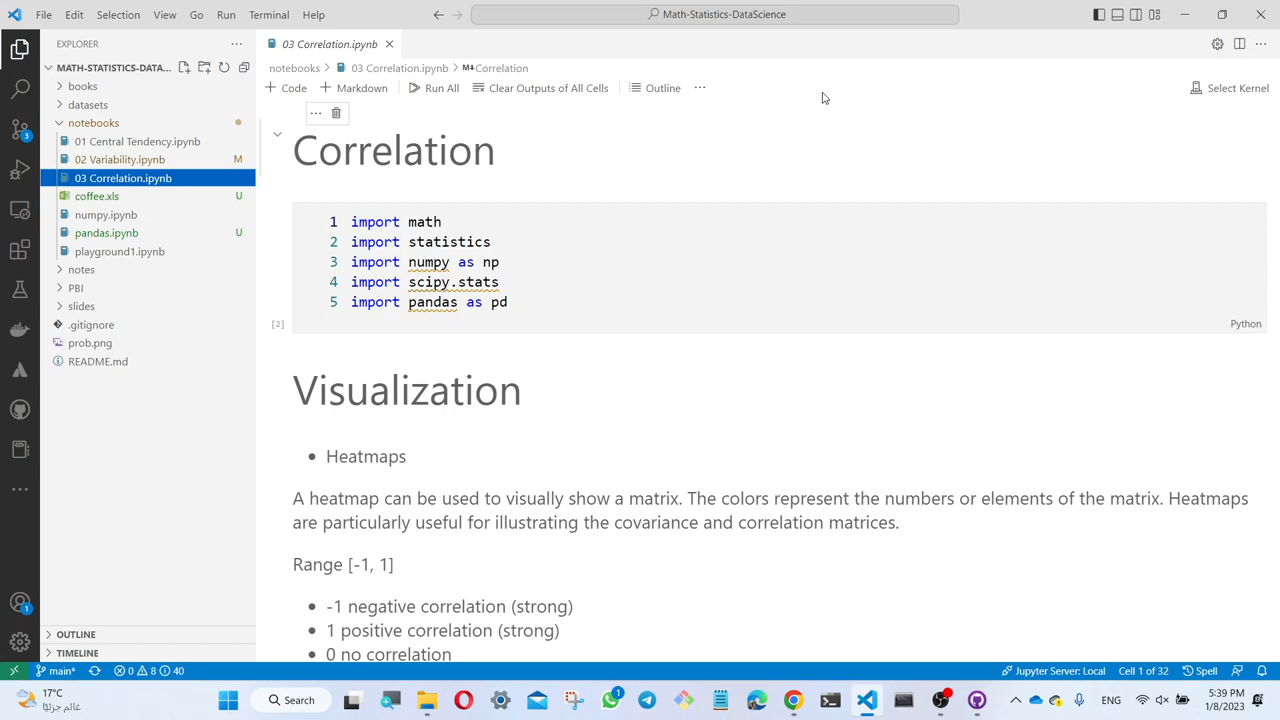 File Edit Selection View Go Run Terminal Help
Math-Statistics-DataScience
EXPLORER
MATH-STATISTICS-DATA...
books
datasets
notebooks
01 Central Tendency.ipynb
02 Variability.ipynb M
03 Correlation.ipynb
coffee.xls U
numpy.ipynb
pandas.ipynb U
playground1.ipynb
notes
PBI
slides
.gitignore
prob.png
README.md
OUTLINE
TIMELINE
3
1
03 Correlation.ipynb
notebooks > 03 Correlation.ipynb > M↓Correlation
+ Code + Markdown Run All Clear Outputs of All Cells Outline ... Select Kernel
Correlation
1 import math
2 import statistics
3 import numpy as np
4 import scipy.stats
5 import pandas as pd
[2] Python
Visualization
• Heatmaps
A heatmap can be used to visually show a matrix. The colors represent the numbers or elements of the matrix. Heatmaps
are particularly useful for illustrating the covariance and correlation matrices.
Range [-1, 1]
• -1 negative correlation (strong)
• 1 positive correlation (strong)
• 0 no correlation
main* 0 8 40 Jupyter Server: Local Cell 1 of 32 Spell
17°C
غائم جزئيًا
Search
1
ENG
5:39 PM
1/8/2023